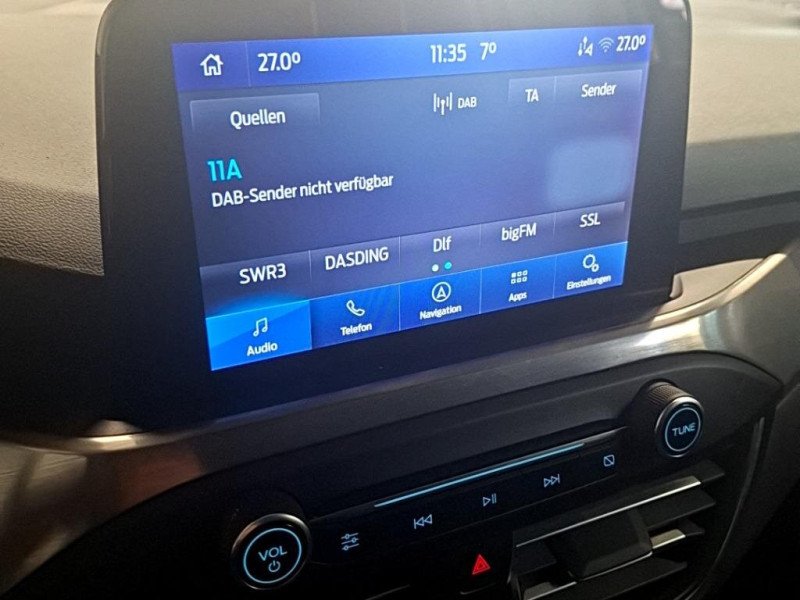 27.0° 11:35 7° 27.0°
Quellen DAB TA Sender
11A
DAB-Sender nicht verfügbar
SWR3 DASDING Dlf bigFM SSL
Audio Telefon Navigation Apps Einstellungen
TUNE
VOL